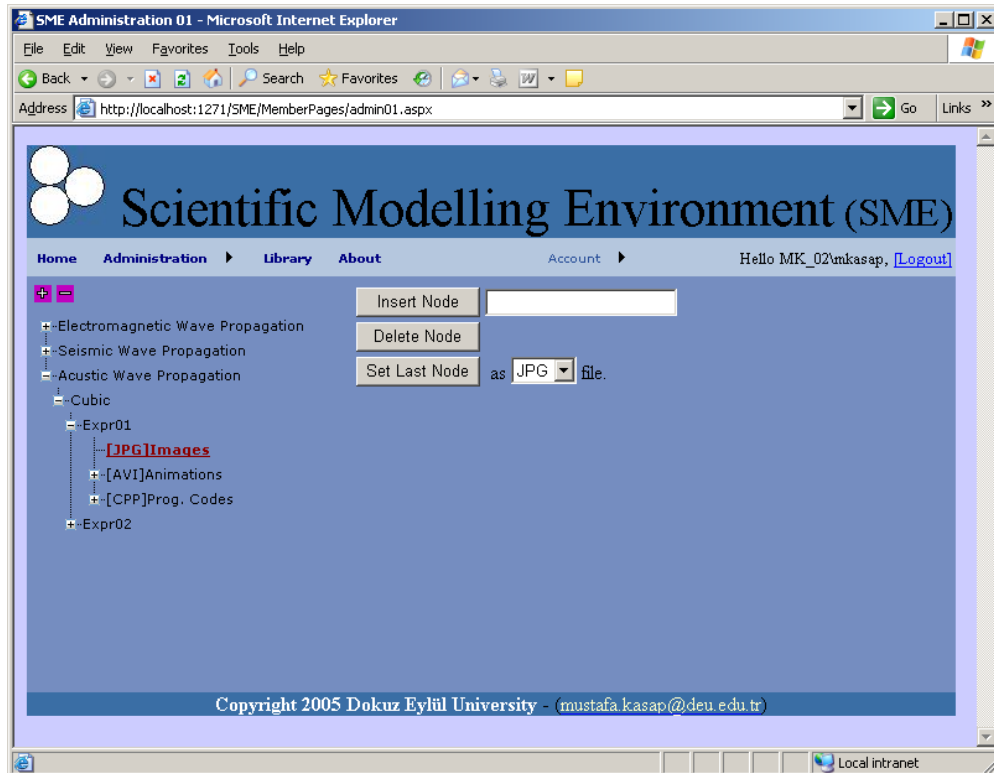 SME Administration 01 - Microsoft Internet Explorer
File Edit View Favorites Tools Help
Back Search Favorites
Address http://localhost:1271/SME/MemberPages/admin01.aspx Go Links »
Scientific Modelling Environment (SME)
Home Administration Library About Account Hello MK_02\mkasap, [Logout]
Insert Node
Electromagnetic Wave Propagation
Delete Node
Seismic Wave Propagation
Set Last Node as JPG file.
Acustic Wave Propagation
Cubic
Expr01
[JPG]Images
[AVI]Animations
[CPP]Prog. Codes
Expr02
Copyright 2005 Dokuz Eylül University - (mustafa.kasap@deu.edu.tr)
Local intranet